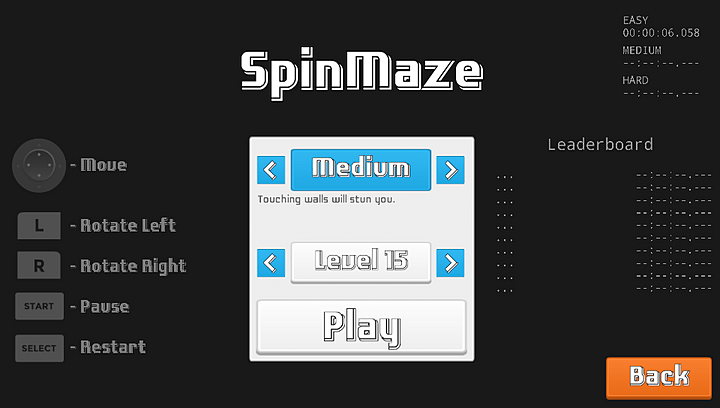 EASY
00:00:06.058
MEDIUM
--:--:--.---
HARD
--:--:--.---
SpinMaze
- Move
L - Rotate Left
R - Rotate Right
START - Pause
SELECT - Restart
< Medium >
Touching walls will stun you.
< Level 15 >
Play
Leaderboard
... --:--:--.---
... --:--:--.---
... --:--:--.---
... --:--:--.---
... --:--:--.---
... --:--:--.---
... --:--:--.---
... --:--:--.---
... --:--:--.---
... --:--:--.---
Back